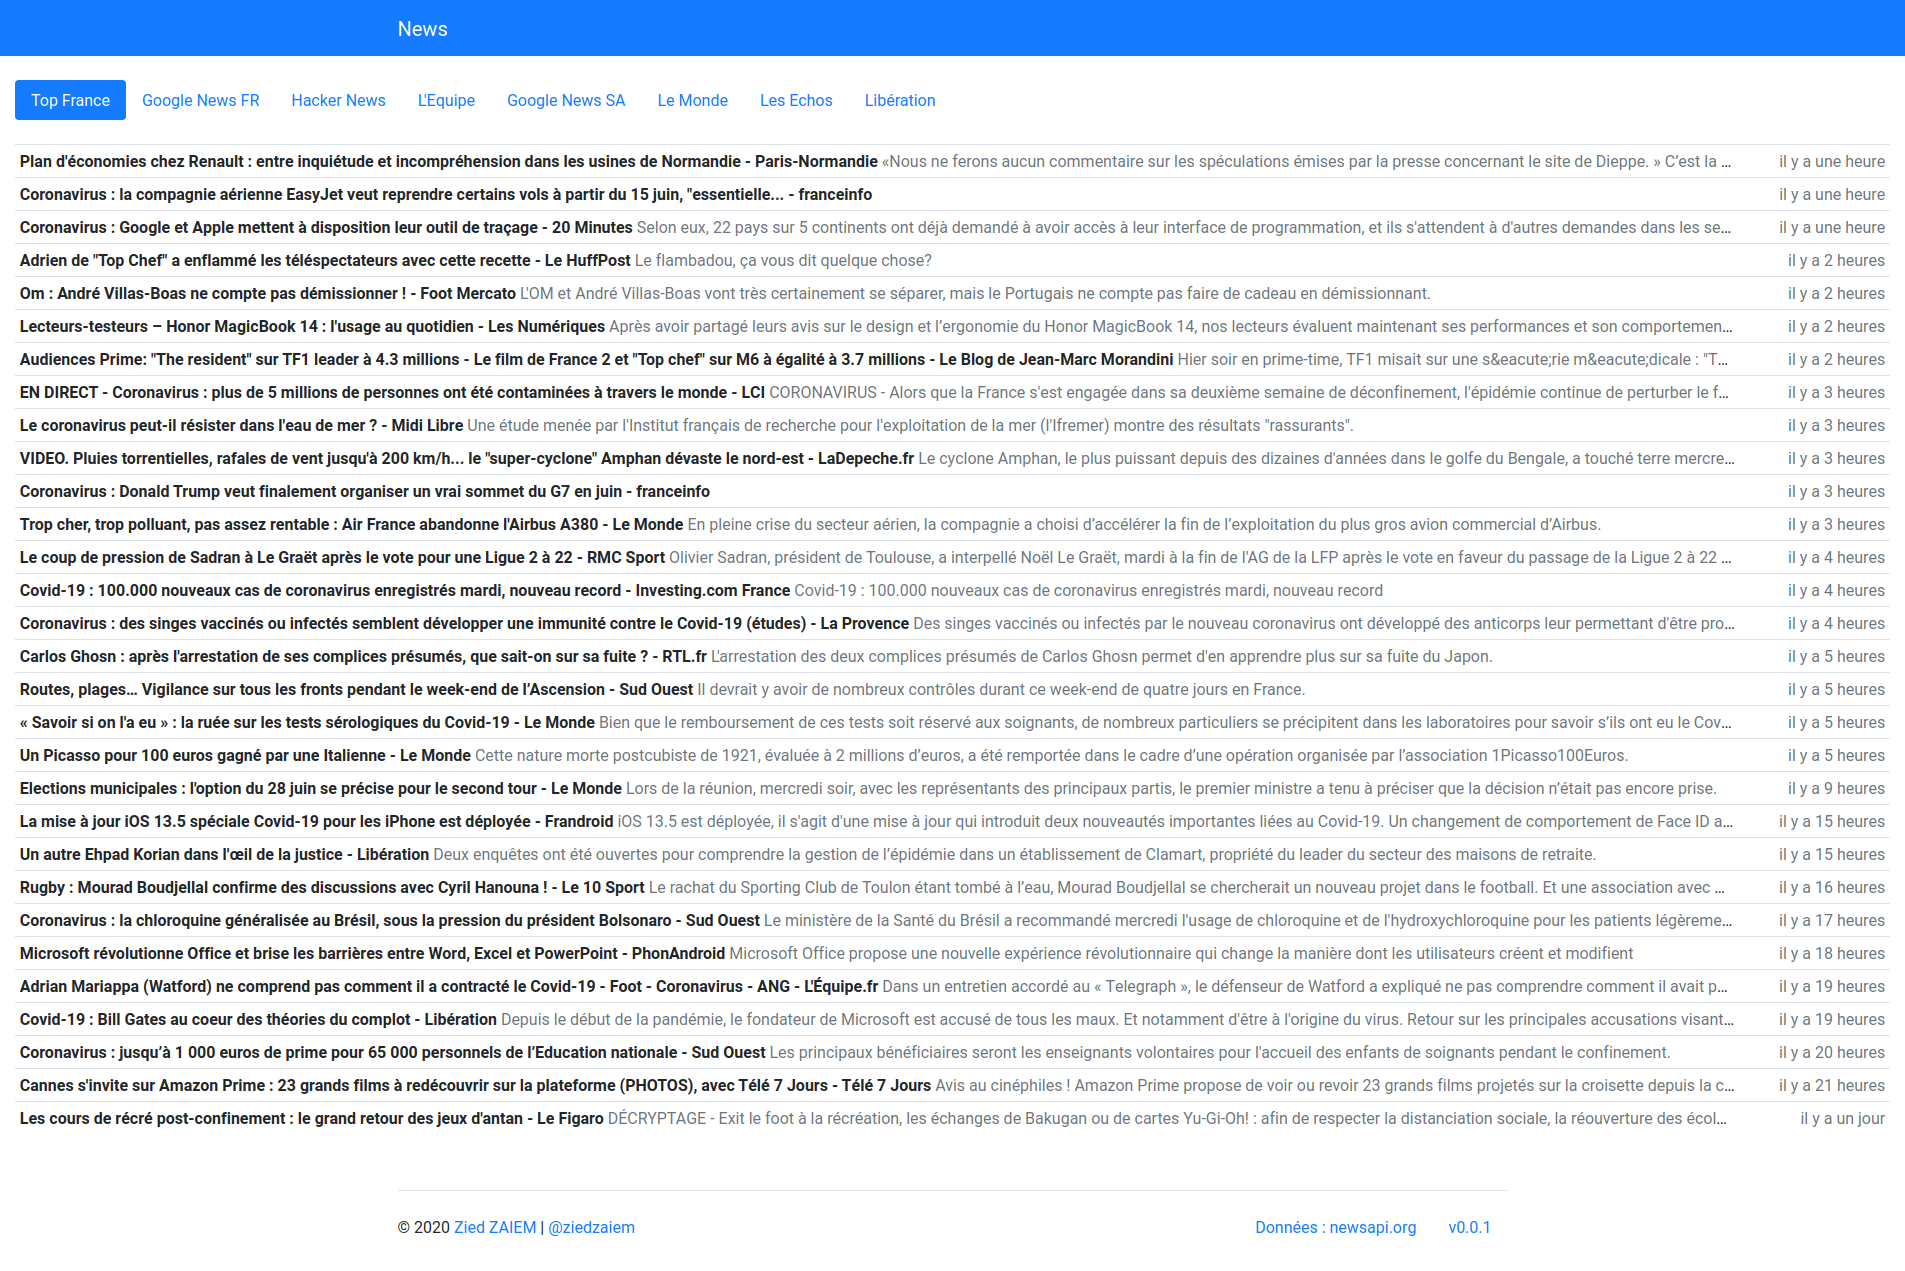 News
Top France Google News FR Hacker News L'Equipe Google News SA Le Monde Les Echos Libération
Plan d'économies chez Renault : entre inquiétude et incompréhension dans les usines de Normandie - Paris-Normandie «Nous ne ferons aucun commentaire sur les spéculations émises par la presse concernant le site de Dieppe. » C’est la ... il y a une heure
Coronavirus : la compagnie aérienne EasyJet veut reprendre certains vols à partir du 15 juin, "essentielle... - franceinfo il y a une heure
Coronavirus : Google et Apple mettent à disposition leur outil de traçage - 20 Minutes Selon eux, 22 pays sur 5 continents ont déjà demandé à avoir accès à leur interface de programmation, et ils s'attendent à d'autres demandes dans les se... il y a une heure
Adrien de "Top Chef" a enflammé les téléspectateurs avec cette recette - Le HuffPost Le flambadou, ça vous dit quelque chose? il y a 2 heures
Om : André Villas-Boas ne compte pas démissionner ! - Foot Mercato L'OM et André Villas-Boas vont très certainement se séparer, mais le Portugais ne compte pas faire de cadeau en démissionnant. il y a 2 heures
Lecteurs-testeurs – Honor MagicBook 14 : l'usage au quotidien - Les Numériques Après avoir partagé leurs avis sur le design et l’ergonomie du Honor MagicBook 14, nos lecteurs évaluent maintenant ses performances et son comportemen... il y a 2 heures
Audiences Prime: "The resident" sur TF1 leader à 4.3 millions - Le film de France 2 et "Top chef" sur M6 à égalité à 3.7 millions - Le Blog de Jean-Marc Morandini Hier soir en prime-time, TF1 misait sur une s&eacute;rie m&eacute;dicale : "T... il y a 2 heures
EN DIRECT - Coronavirus : plus de 5 millions de personnes ont été contaminées à travers le monde - LCI CORONAVIRUS - Alors que la France s'est engagée dans sa deuxième semaine de déconfinement, l'épidémie continue de perturber le f... il y a 3 heures
Le coronavirus peut-il résister dans l'eau de mer ? - Midi Libre Une étude menée par l'Institut français de recherche pour l'exploitation de la mer (l'Ifremer) montre des résultats "rassurants". il y a 3 heures
VIDEO. Pluies torrentielles, rafales de vent jusqu'à 200 km/h... le "super-cyclone" Amphan dévaste le nord-est - LaDepeche.fr Le cyclone Amphan, le plus puissant depuis des dizaines d'années dans le golfe du Bengale, a touché terre mercre... il y a 3 heures
Coronavirus : Donald Trump veut finalement organiser un vrai sommet du G7 en juin - franceinfo il y a 3 heures
Trop cher, trop polluant, pas assez rentable : Air France abandonne l'Airbus A380 - Le Monde En pleine crise du secteur aérien, la compagnie a choisi d’accélérer la fin de l’exploitation du plus gros avion commercial d’Airbus. il y a 3 heures
Le coup de pression de Sadran à Le Graët après le vote pour une Ligue 2 à 22 - RMC Sport Olivier Sadran, président de Toulouse, a interpellé Noël Le Graët, mardi à la fin de l'AG de la LFP après le vote en faveur du passage de la Ligue 2 à 22 ... il y a 4 heures
Covid-19 : 100.000 nouveaux cas de coronavirus enregistrés mardi, nouveau record - Investing.com France Covid-19 : 100.000 nouveaux cas de coronavirus enregistrés mardi, nouveau record il y a 4 heures
Coronavirus : des singes vaccinés ou infectés semblent développer une immunité contre le Covid-19 (études) - La Provence Des singes vaccinés ou infectés par le nouveau coronavirus ont développé des anticorps leur permettant d'être pro... il y a 4 heures
Carlos Ghosn : après l'arrestation de ses complices présumés, que sait-on sur sa fuite ? - RTL.fr L'arrestation des deux complices présumés de Carlos Ghosn permet d'en apprendre plus sur sa fuite du Japon. il y a 5 heures
Routes, plages… Vigilance sur tous les fronts pendant le week-end de l’Ascension - Sud Ouest Il devrait y avoir de nombreux contrôles durant ce week-end de quatre jours en France. il y a 5 heures
« Savoir si on l'a eu » : la ruée sur les tests sérologiques du Covid-19 - Le Monde Bien que le remboursement de ces tests soit réservé aux soignants, de nombreux particuliers se précipitent dans les laboratoires pour savoir s’ils ont eu le Cov... il y a 5 heures
Un Picasso pour 100 euros gagné par une Italienne - Le Monde Cette nature morte postcubiste de 1921, évaluée à 2 millions d’euros, a été remportée dans le cadre d’une opération organisée par l’association 1Picasso100Euros. il y a 5 heures
Elections municipales : l'option du 28 juin se précise pour le second tour - Le Monde Lors de la réunion, mercredi soir, avec les représentants des principaux partis, le premier ministre a tenu à préciser que la décision n’était pas encore prise. il y a 9 heures
La mise à jour iOS 13.5 spéciale Covid-19 pour les iPhone est déployée - Frandroid iOS 13.5 est déployée, il s'agit d'une mise à jour qui introduit deux nouveautés importantes liées au Covid-19. Un changement de comportement de Face ID a... il y a 15 heures
Un autre Ehpad Korian dans l'œil de la justice - Libération Deux enquêtes ont été ouvertes pour comprendre la gestion de l’épidémie dans un établissement de Clamart, propriété du leader du secteur des maisons de retraite. il y a 15 heures
Rugby : Mourad Boudjellal confirme des discussions avec Cyril Hanouna ! - Le 10 Sport Le rachat du Sporting Club de Toulon étant tombé à l’eau, Mourad Boudjellal se chercherait un nouveau projet dans le football. Et une association avec ... il y a 16 heures
Coronavirus : la chloroquine généralisée au Brésil, sous la pression du président Bolsonaro - Sud Ouest Le ministère de la Santé du Brésil a recommandé mercredi l'usage de chloroquine et de l'hydroxychloroquine pour les patients légèreme... il y a 17 heures
Microsoft révolutionne Office et brise les barrières entre Word, Excel et PowerPoint - PhonAndroid Microsoft Office propose une nouvelle expérience révolutionnaire qui change la manière dont les utilisateurs créent et modifient il y a 18 heures
Adrian Mariappa (Watford) ne comprend pas comment il a contracté le Covid-19 - Foot - Coronavirus - ANG - L'Équipe.fr Dans un entretien accordé au « Telegraph », le défenseur de Watford a expliqué ne pas comprendre comment il avait p... il y a 19 heures
Covid-19 : Bill Gates au coeur des théories du complot - Libération Depuis le début de la pandémie, le fondateur de Microsoft est accusé de tous les maux. Et notamment d'être à l'origine du virus. Retour sur les principales accusations visant... il y a 19 heures
Coronavirus : jusqu’à 1 000 euros de prime pour 65 000 personnels de l’Education nationale - Sud Ouest Les principaux bénéficiaires seront les enseignants volontaires pour l'accueil des enfants de soignants pendant le confinement. il y a 20 heures
Cannes s'invite sur Amazon Prime : 23 grands films à redécouvrir sur la plateforme (PHOTOS), avec Télé 7 Jours - Télé 7 Jours Avis au cinéphiles ! Amazon Prime propose de voir ou revoir 23 grands films projetés sur la croisette depuis la c... il y a 21 heures
Les cours de récré post-confinement : le grand retour des jeux d'antan - Le Figaro DÉCRYPTAGE - Exit le foot à la récréation, les échanges de Bakugan ou de cartes Yu-Gi-Oh! : afin de respecter la distanciation sociale, la réouverture des écol... il y a un jour
© 2020 Zied ZAIEM | @ziedzaiem Données : newsapi.org v0.0.1